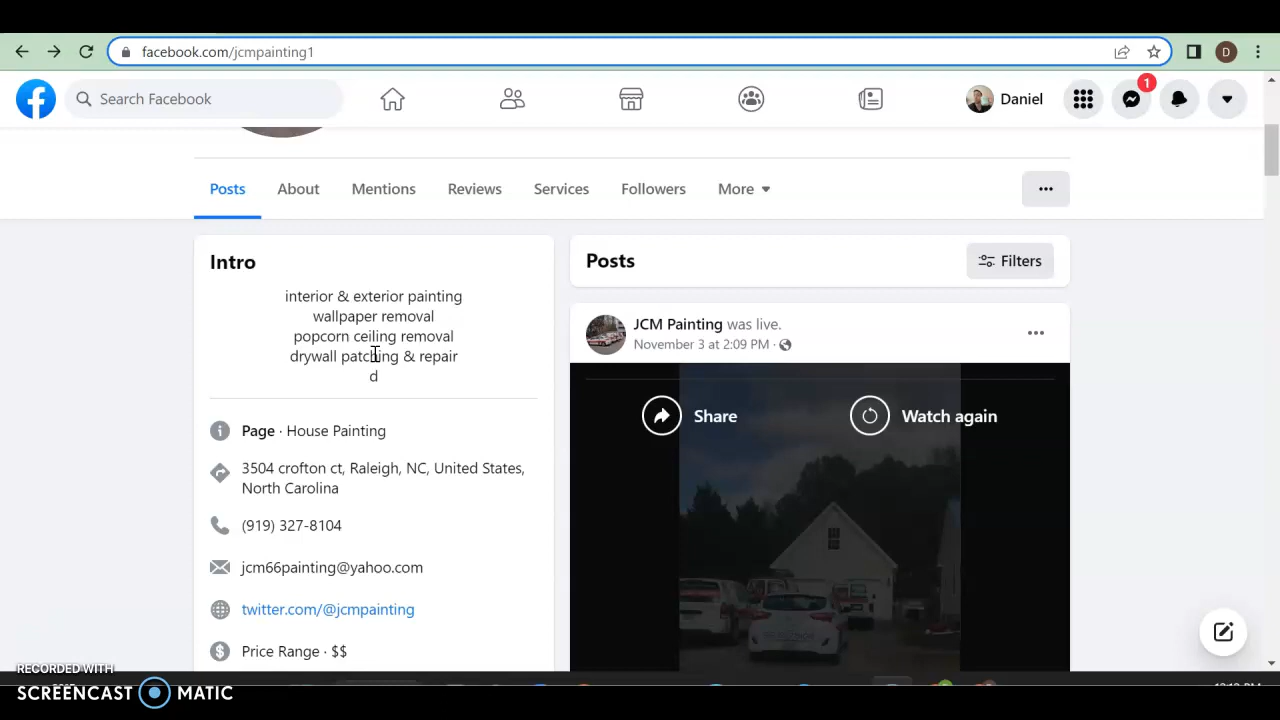 facebook.com/jcmpainting1
D
Search Facebook
Daniel
1
Posts
About
Mentions
Reviews
Services
Followers
More
Intro
interior & exterior painting
wallpaper removal
popcorn ceiling removal
drywall patching & repair
d
Page · House Painting
3504 crofton ct, Raleigh, NC, United States,
North Carolina
(919) 327-8104
jcm66painting@yahoo.com
twitter.com/@jcmpainting
Price Range · $$
Posts
Filters
JCM Painting was live.
November 3 at 2:09 PM ·
Share
Watch again
RECORDED WITH
SCREENCAST MATIC